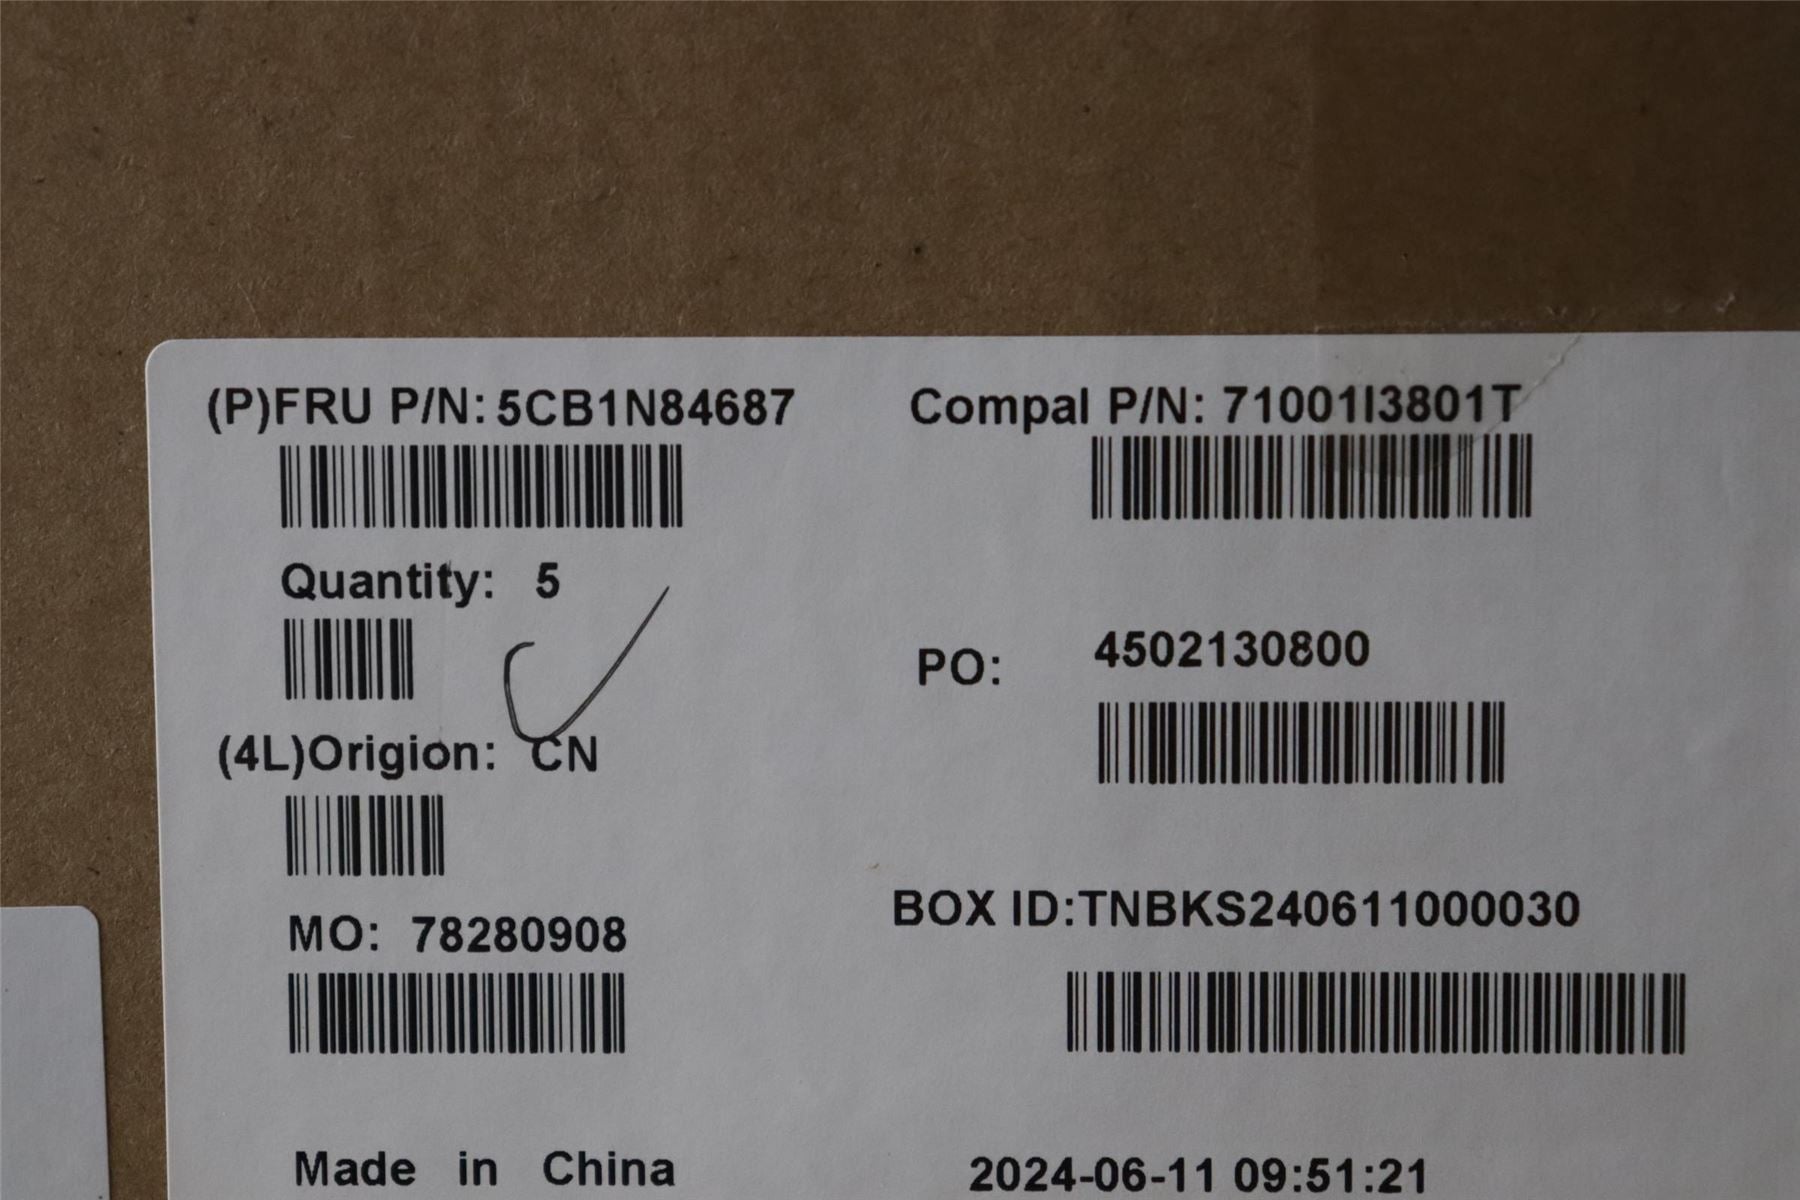 (P)FRU P/N: 5CB1N84687
Compal P/N: 71001I3801T
Quantity: 5
PO: 4502130800
(4L)Origion: CN
MO: 78280908
BOX ID:TNBKS240611000030
Made in China
2024-06-11 09:51:21